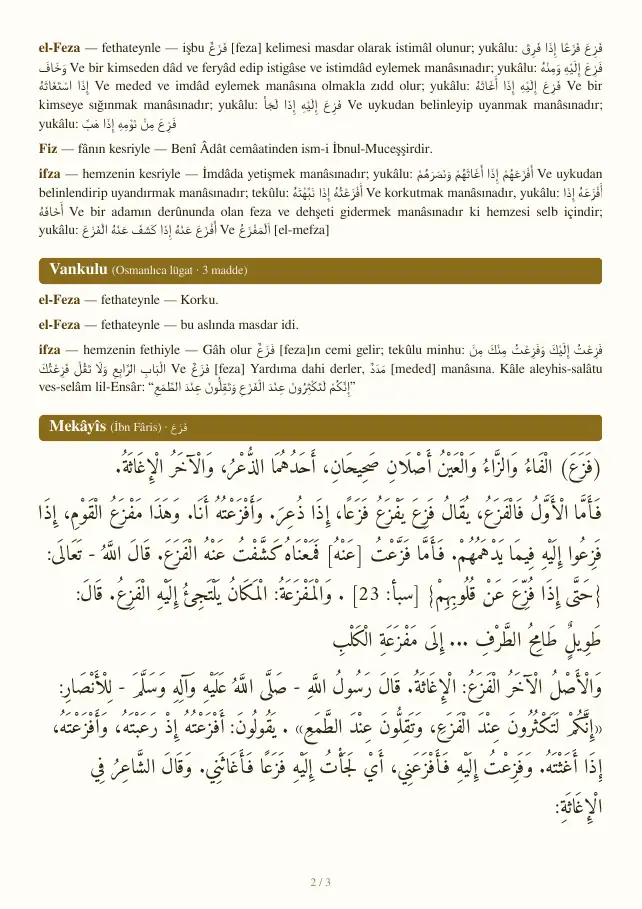 el-Feza — fethateynle — işbu فَزَعٌ [feza] kelimesi masdar olarak istimâl olunur; yukâlu: فَزِعَ فَزَعًا إِذَا فَرِقَ
وَخَافَ Ve bir kimseden dâd ve feryâd edip istigâse ve istimdâd eylemek manâsınadır; yukâlu: فَزِعَ إِلَيْهِ وَمِنْهُ
إِذَا اسْتَغَاثَهُ Ve meded ve imdâd eylemek manâsına olmakla zıdd olur; yukâlu: فَزِعَ إِلَيْهِ إِذَا أَغَاثَهُ Ve bir
kimseye sığınmak manâsınadır; yukâlu: فَزِعَ إِلَيْهِ إِذَا لَجَأَ Ve uykudan belinleyip uyanmak manâsınadır;
yukâlu: فَزِعَ مِنْ نَوْمِهِ إِذَا هَبَّ
Fiz — fânın kesriyle — Benî Âdât cemâatinden ism-i İbnul-Muceşşirdir.
ifza — hemzenin kesriyle — İmdâda yetişmek manâsınadır; yukâlu: أَفْزَعَهُمْ إِذَا أَغَاثَهُمْ وَنَصَرَهُمْ Ve uykudan
belinlendirip uyandırmak manâsınadır; tekûlu: أَفْزَعْتُهُ إِذَا نَبَّهْتَهُ Ve korkutmak manâsınadır, yukâlu: أَفْزَعَهُ إِذَا
أَخَافَهُ Ve bir adamın derûnunda olan feza ve dehşeti gidermek manâsınadır ki hemzesi selb içindir;
yukâlu: أَفْزَعَ عَنْهُ إِذَا كَشَفَ عَنْهُ الْفَزَعَ Ve اَلْمَفْزَعُ [el-mefza]
Vankulu (Osmanlıca lügat · 3 madde)
el-Feza — fethateynle — Korku.
el-Feza — fethateynle — bu aslında masdar idi.
ifza — hemzenin fethiyle — Gâh olur فَزَعٌ [feza]ın cemi gelir; tekûlu minhu: فَزِعْتُ إِلَيْكَ وَفَزِعْتُ مِنْكَ مِنَ
الْبَابِ الرَّابِعِ وَلَا تَقُلْ فَزِعْتُكَ Ve فَزَعٌ [feza] Yardıma dahi derler, مَدَدٌ [meded] manâsına. Kâle aleyhis-salâtu
ves-selâm lil-Ensâr: “إِنَّكُمْ لَتَكْثُرُونَ عِنْدَ الْفَزَعِ وَتَقِلُّونَ عِنْدَ الطَّمَعِ”
Mekâyîs (İbn Fâris) · فَزَعَ
(فَزَعَ) الْفَاءُ وَالزَّاءُ وَالْعَيْنُ أَصْلَانِ صَحِيحَانِ، أَحَدُهُمَا الذُّعْرُ، وَالْآخَرُ الْإِغَاثَةُ.
فَأَمَّا الْأَوَّلُ فَالْفَزَعُ، يُقَالُ فَزِعَ يَفْزَعُ فَزَعًا، إِذَا ذُعِرَ. وَأَفْزَعْتُهُ أَنَا. وَهَذَا مَفْزَعُ الْقَوْمِ، إِذَا
فَزِعُوا إِلَيْهِ فِيمَا يَدْهَمُهُمْ. فَأَمَّا فَزَّعْتُ [عَنْهُ] فَمَعْنَاهُ كَشَّفْتُ عَنْهُ الْفَزَعَ. قَالَ اللَّهُ - تَعَالَى:
{حَتَّى إِذَا فُزِّعَ عَنْ قُلُوبِهِمْ} [سبأ: 23] . وَالْمَفْزَعَةُ: الْمَكَانُ يَلْتَجِئُ إِلَيْهِ الْفَزِعُ. قَالَ:
طَوِيلٌ طَامِحُ الطَّرْفِ ... إِلَى مَفْزَعَةِ الْكَلْبِ
وَالْأَصْلُ الْآخَرُ الْفَزَعُ: الْإِغَاثَةُ. قَالَ رَسُولُ اللَّهِ - صَلَّى اللَّهُ عَلَيْهِ وَآلِهِ وَسَلَّمَ - لِلْأَنْصَارِ:
«إِنَّكُمْ لَتَكْثُرُونَ عِنْدَ الْفَزَعِ، وَتَقِلُّونَ عِنْدَ الطَّمَعِ» . يَقُولُونَ: أَفْزَعْتُهُ إِذْ رَعَبْتَهُ، وَأَفْزَعْتَهُ،
إِذَا أَغَثْتَهُ. وَفَزِعْتُ إِلَيْهِ فَأَفْزَعَنِي، أَيْ لَجَأْتُ إِلَيْهِ فَزَعًا فَأَغَاثَنِي. وَقَالَ الشَّاعِرُ فِي
الْإِغَاثَةِ:
2 / 3